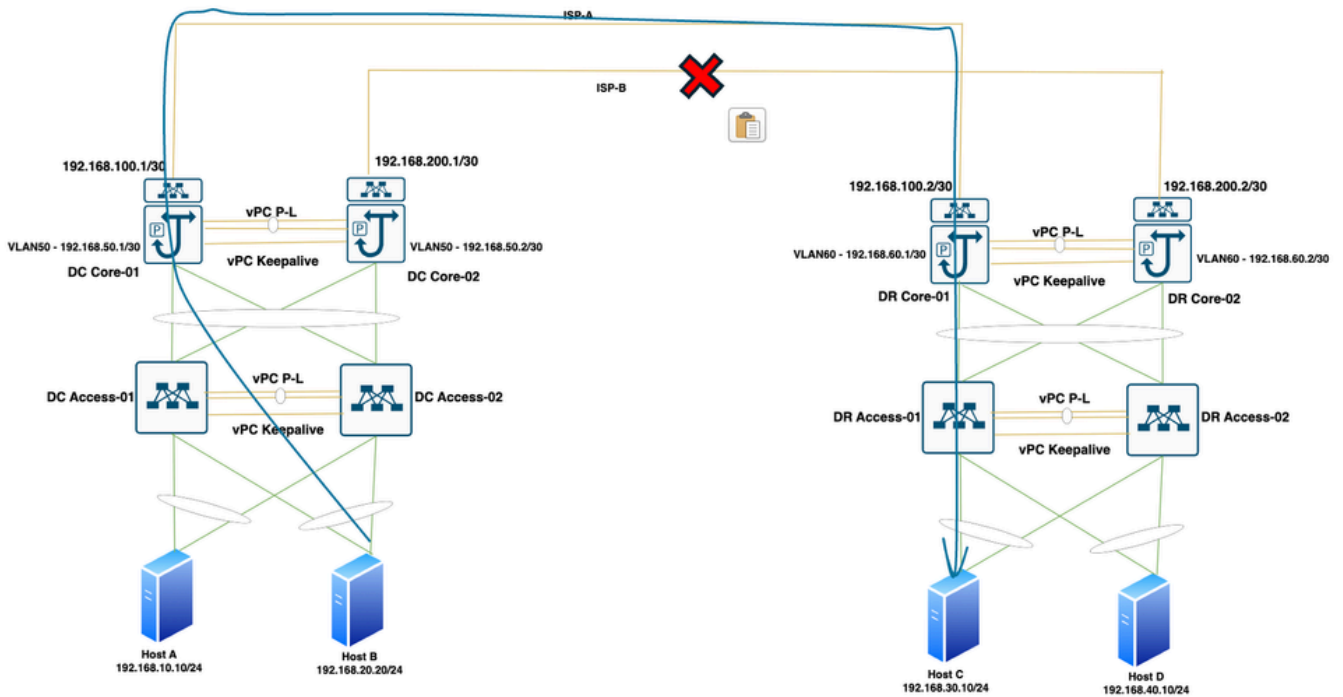 ISP-A
ISP-B
192.168.100.1/30
192.168.200.1/30
192.168.100.2/30
192.168.200.2/30
vPC P-L
P
P
VLAN50 - 192.168.50.1/30
VLAN50 - 192.168.50.2/30
vPC Keepalive
DC Core-01
DC Core-02
vPC P-L
P
P
VLAN60 - 192.168.60.1/30
VLAN60 - 192.168.60.2/30
vPC Keepalive
DR Core-01
DR Core-02
vPC P-L
DC Access-01
DC Access-02
vPC Keepalive
vPC P-L
DR Access-01
DR Access-02
vPC Keepalive
Host A
192.168.10.10/24
Host B
192.168.20.20/24
Host C
192.168.30.10/24
Host D
192.168.40.10/24